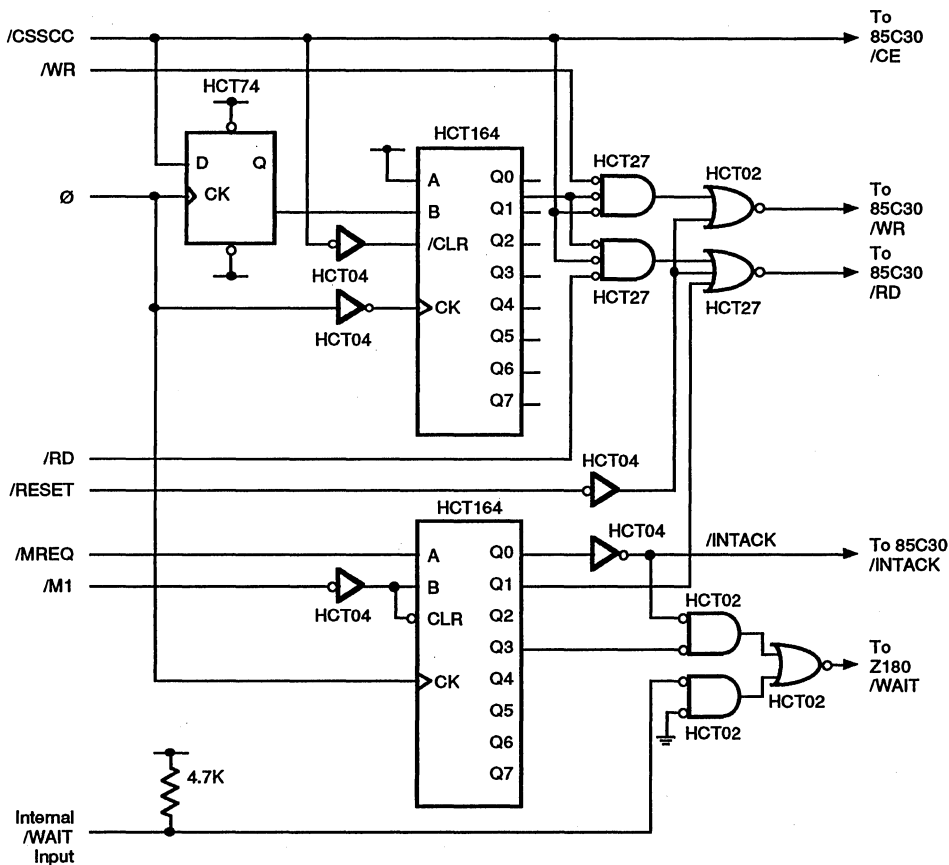 /CSSCC
To
85C30
/CE
/WR
HCT74
HCT164
D
Q
CK
Ø
A
B
/CLR
CK
Q0
Q1
Q2
Q3
Q4
Q5
Q6
Q7
HCT04
HCT04
HCT27
HCT27
HCT02
HCT27
To
85C30
/WR
To
85C30
/RD
/RD
/RESET
HCT04
HCT164
HCT04
/INTACK
To 85C30
/INTACK
/MREQ
/M1
HCT04
A
B
CLR
CK
Q0
Q1
Q2
Q3
Q4
Q5
Q6
Q7
HCT02
HCT02
HCT02
To
Z180
/WAIT
4.7K
Internal
/WAIT
Input